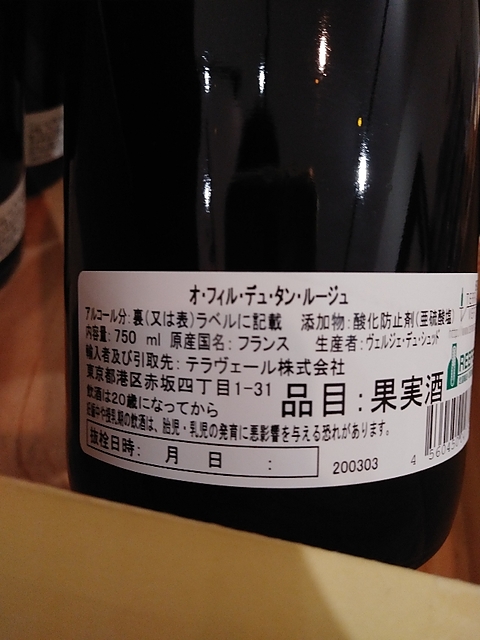 オ・フィル・デュ・タン・ルージュ
アルコール分:裏(又は表)ラベルに記載 添加物:酸化防止剤(亜硫酸塩)
内容量:750 ml 原産国名:フランス 生産者:ヴェルジェ・デュ・シュッド
輸入者及び引取先:テラヴェール株式会社
東京都港区赤坂四丁目1-31
飲酒は20歳になってから
品目:果実酒
妊娠中や授乳期の飲酒は、胎児・乳児の発育に悪影響を与える恐れがあります。
抜栓日時: 月 日 :
200303